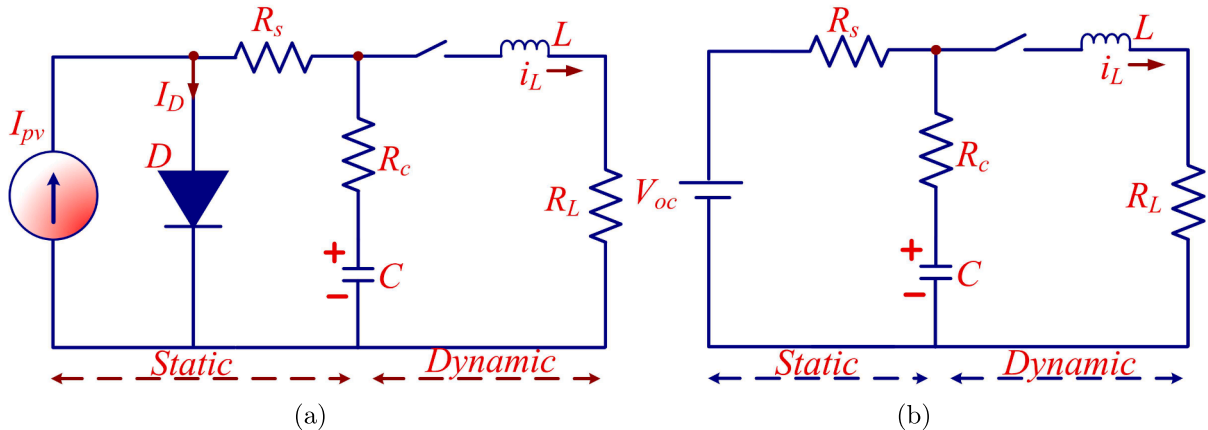 R_s
L
i_L
I_D
I_pv
D
R_c
R_L
+
C
−
Static
Dynamic
(a)
R_s
L
i_L
R_c
V_oc
R_L
+
C
−
Static
Dynamic
(b)